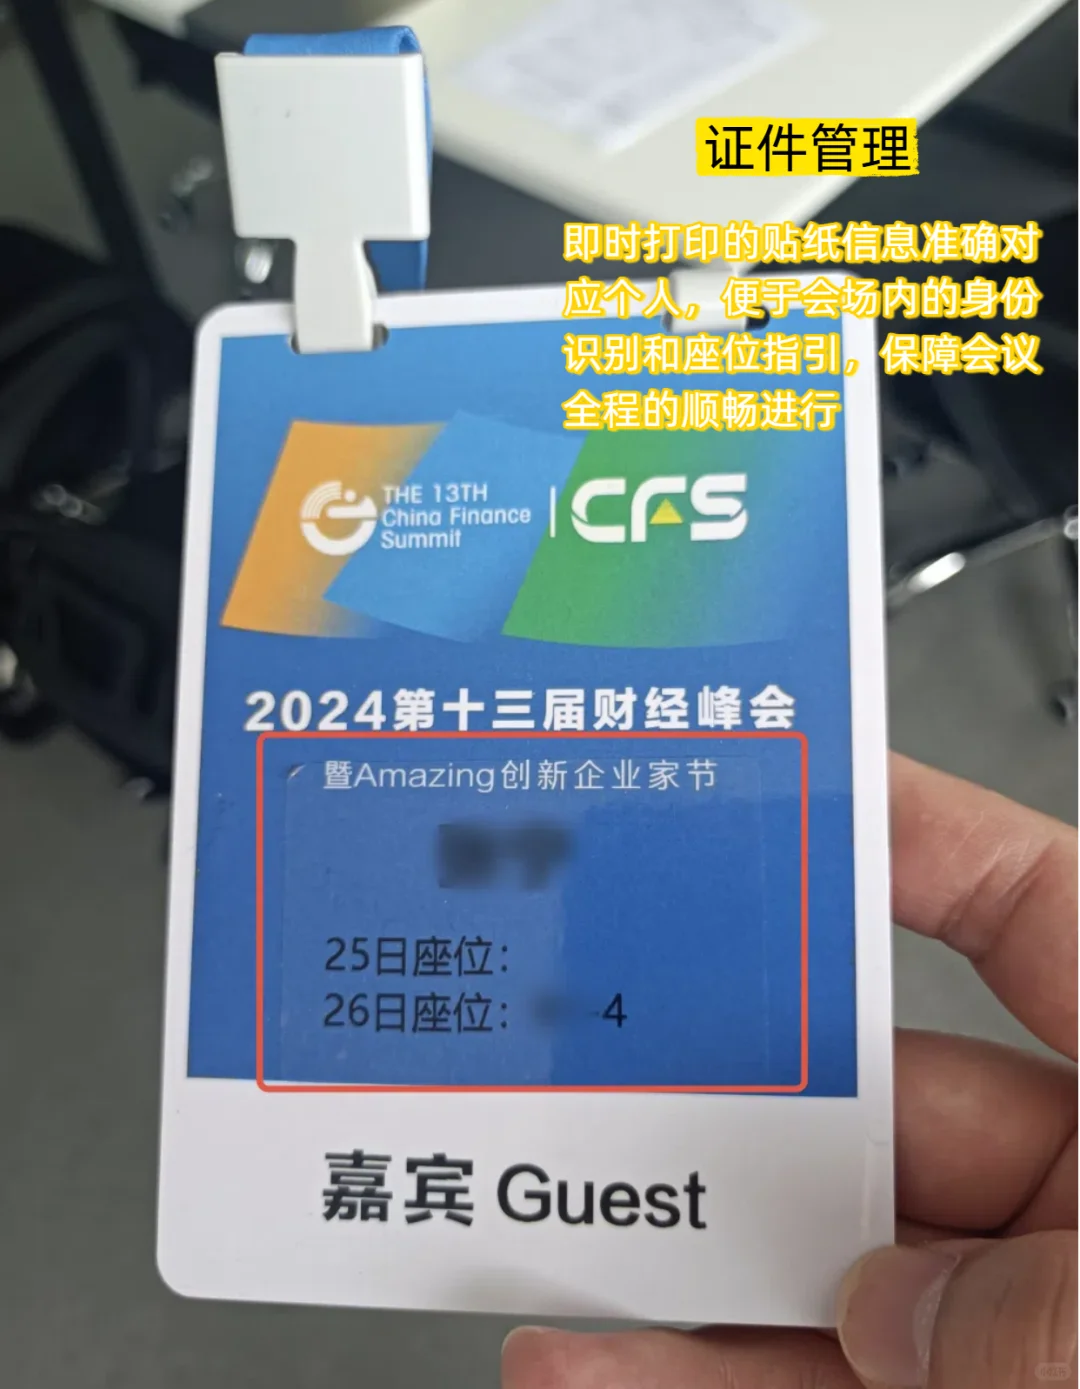 证件管理
即时打印的贴纸信息准确对
应个人，便于会场内的身份
识别和座位指引，保障会议
全程的顺畅进行
THE 13TH
China Finance
Summit
CFS
2024第十三届财经峰会
暨Amazing创新企业家节
25日座位：
26日座位： -4
嘉宾 Guest